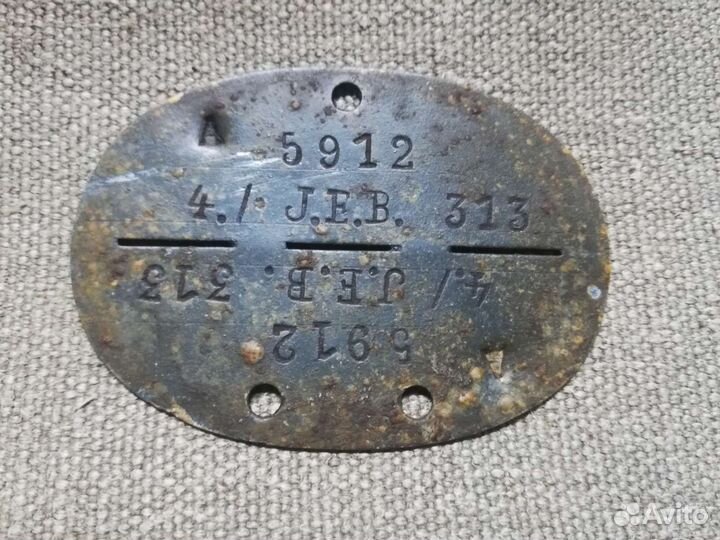 A 5912
4./ J.E.B. 313
4./ J.E.B. 313
5912
A
Avito